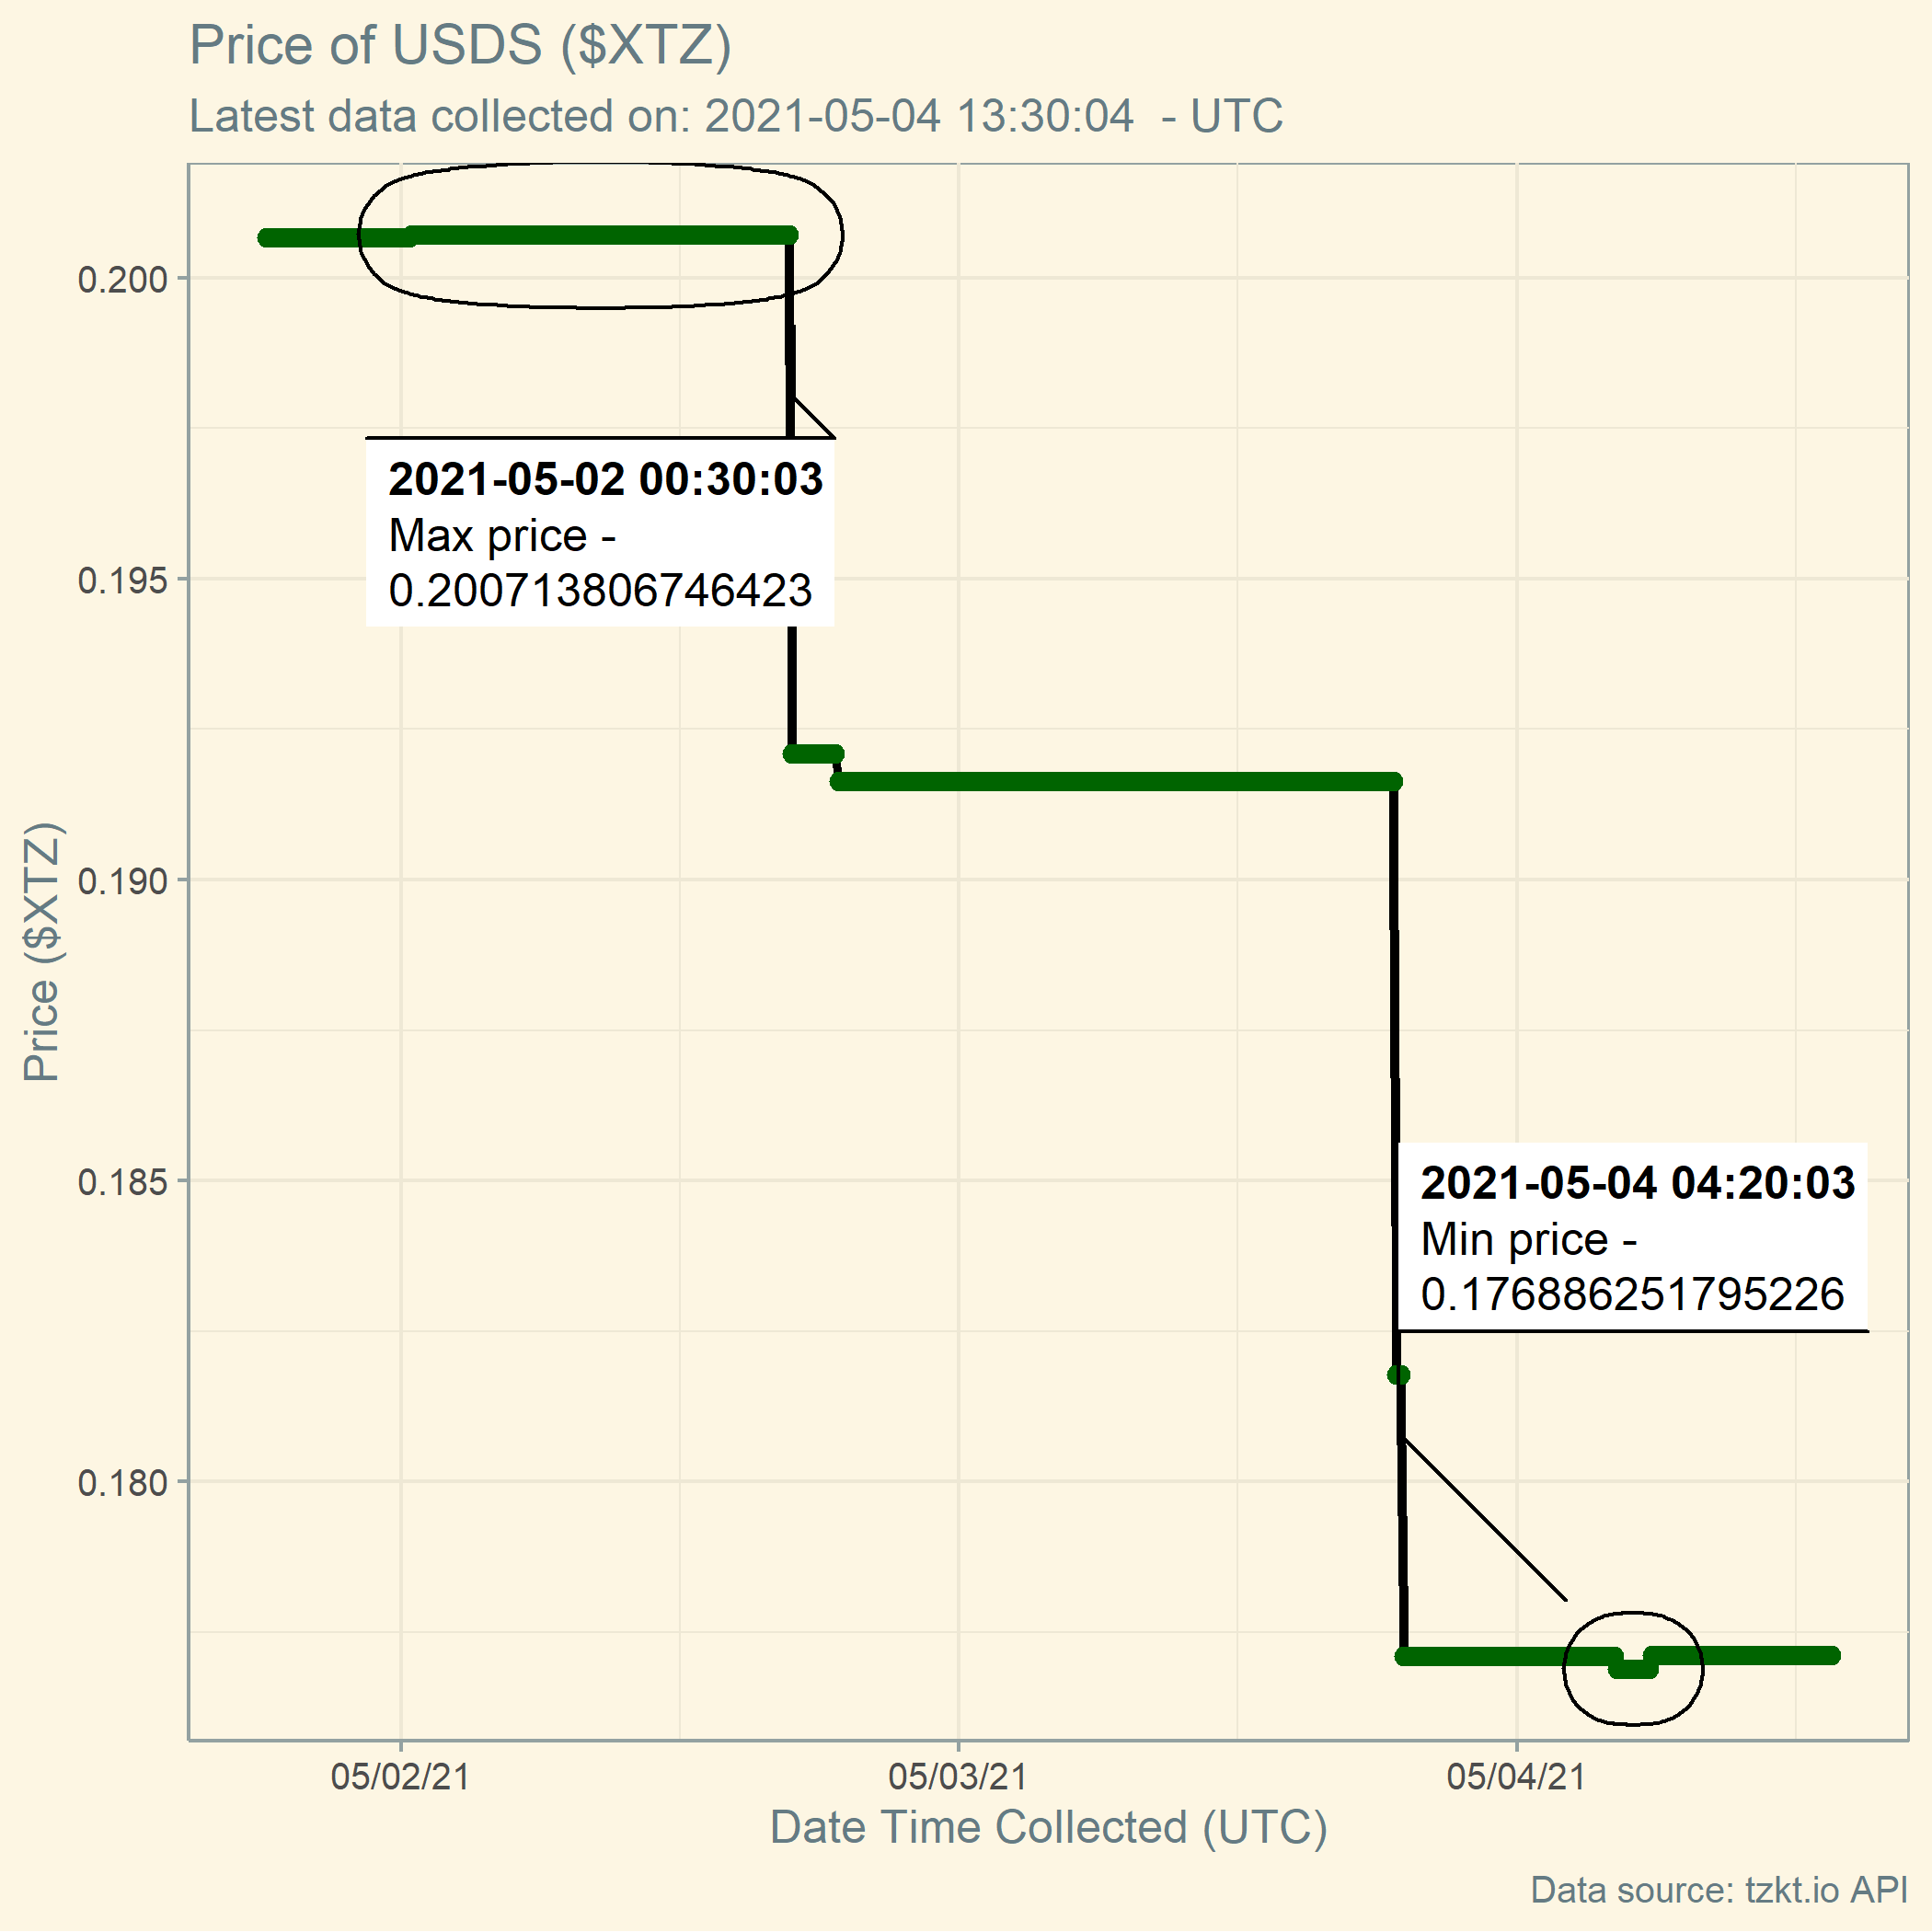 Price of USDS ($XTZ)
Latest data collected on: 2021-05-04 13:30:04  - UTC
Price ($XTZ)
0.200
0.195
0.190
0.185
0.180
2021-05-02 00:30:03
Max price -
0.200713806746423
2021-05-04 04:20:03
Min price -
0.176886251795226
05/02/21
05/03/21
05/04/21
Date Time Collected (UTC)
Data source: tzkt.io API